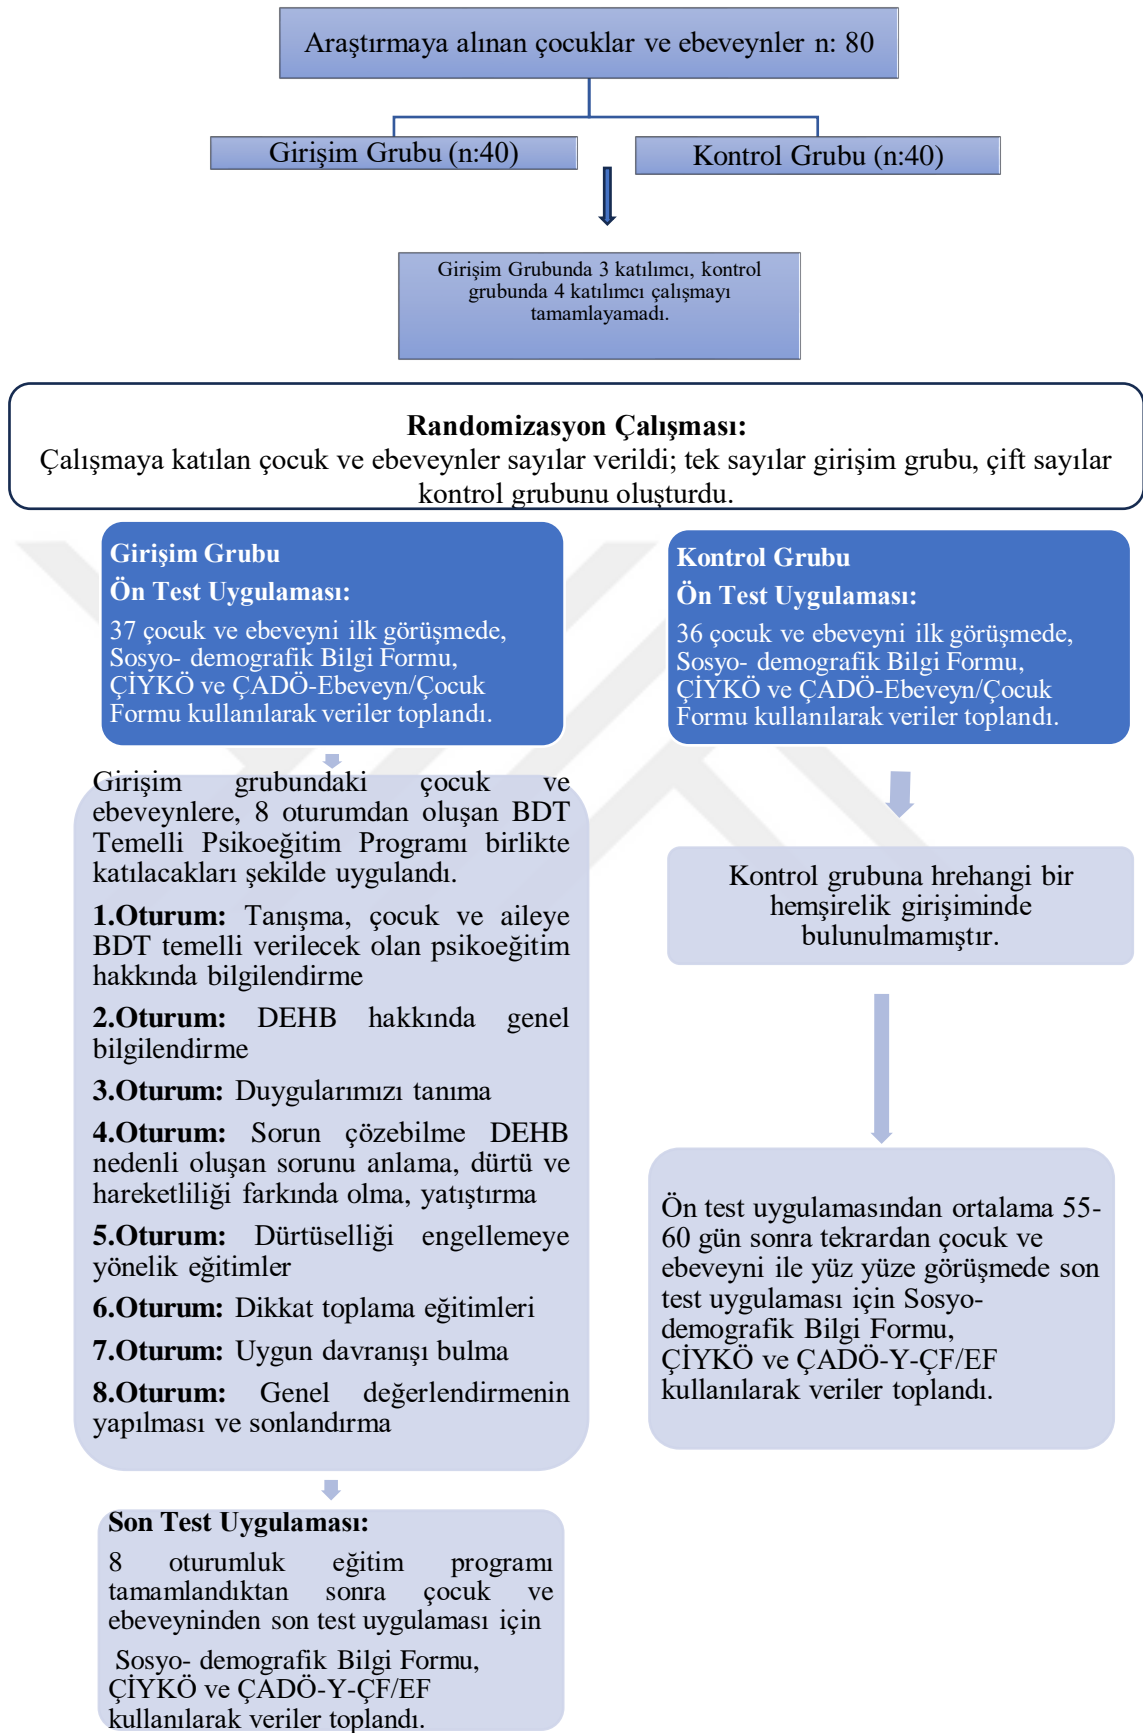 Araştırmaya alınan çocuklar ve ebeveynler n: 80
Girişim Grubu (n:40)
Kontrol Grubu (n:40)
Girişim Grubunda 3 katılımcı, kontrol
grubunda 4 katılımcı çalışmayı
tamamlayamadı.
Randomizasyon Çalışması:
Çalışmaya katılan çocuk ve ebeveynler sayılar verildi; tek sayılar girişim grubu, çift sayılar
kontrol grubunu oluşturdu.
Girişim Grubu
Ön Test Uygulaması:
37 çocuk ve ebeveyni ilk görüşmede,
Sosyo- demografik Bilgi Formu,
ÇİYKÖ ve ÇADÖ-Ebeveyn/Çocuk
Formu kullanılarak veriler toplandı.
Kontrol Grubu
Ön Test Uygulaması:
36 çocuk ve ebeveyni ilk görüşmede,
Sosyo- demografik Bilgi Formu,
ÇİYKÖ ve ÇADÖ-Ebeveyn/Çocuk
Formu kullanılarak veriler toplandı.
Girişim grubundaki çocuk ve
ebeveynlere, 8 oturumdan oluşan BDT
Temelli Psikoeğitim Programı birlikte
katılacakları şekilde uygulandı.
1.Oturum: Tanışma, çocuk ve aileye
BDT temelli verilecek olan psikoeğitim
hakkında bilgilendirme
2.Oturum: DEHB hakkında genel
bilgilendirme
3.Oturum: Duygularımızı tanıma
4.Oturum: Sorun çözebilme DEHB
nedenli oluşan sorunu anlama, dürtü ve
hareketliliği farkında olma, yatıştırma
5.Oturum: Dürtüselliği engellemeye
yönelik eğitimler
6.Oturum: Dikkat toplama eğitimleri
7.Oturum: Uygun davranışı bulma
8.Oturum: Genel değerlendirmenin
yapılması ve sonlandırma
Kontrol grubuna hrehangi bir
hemşirelik girişiminde
bulunulmamıştır.
Ön test uygulamasından ortalama 55-
60 gün sonra tekrardan çocuk ve
ebeveyni ile yüz yüze görüşmede son
test uygulaması için Sosyo-
demografik Bilgi Formu,
ÇİYKÖ ve ÇADÖ-Y-ÇF/EF
kullanılarak veriler toplandı.
Son Test Uygulaması:
8 oturumluk eğitim programı
tamamlandıktan sonra çocuk ve
ebeveyninden son test uygulaması için
Sosyo- demografik Bilgi Formu,
ÇİYKÖ ve ÇADÖ-Y-ÇF/EF
kullanılarak veriler toplandı.